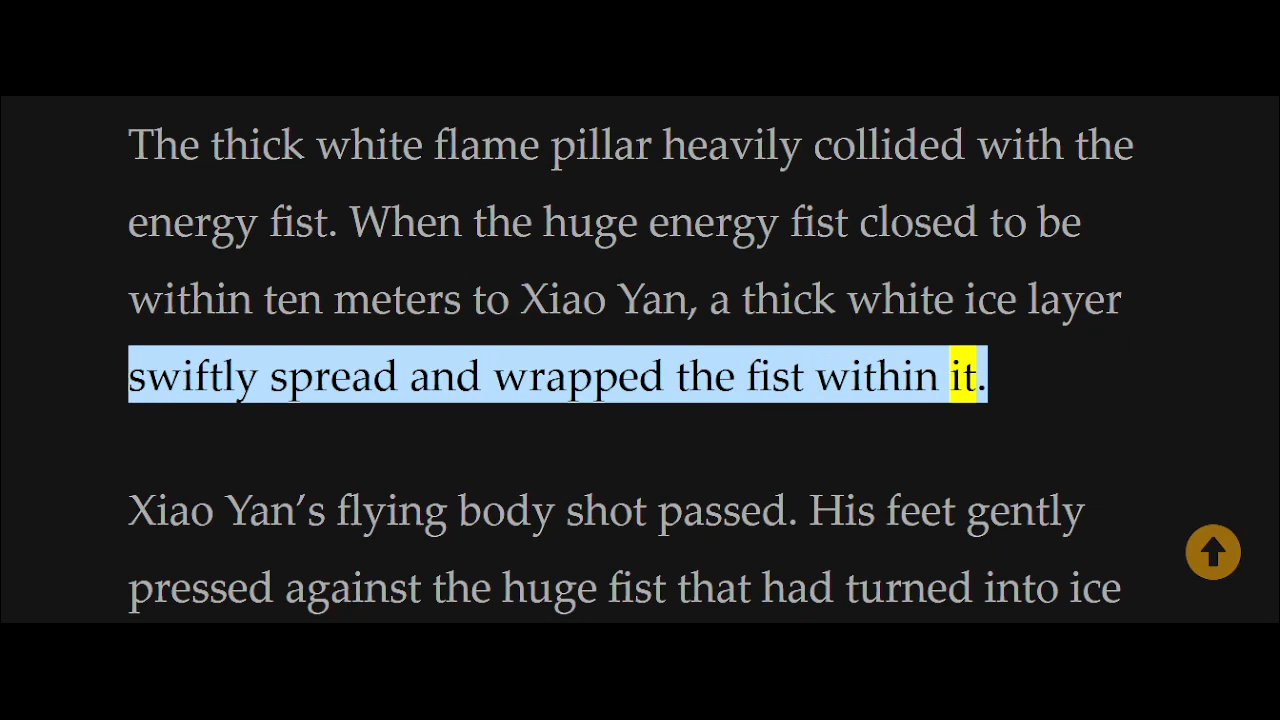 The thick white flame pillar heavily collided with the
energy fist. When the huge energy fist closed to be
within ten meters to Xiao Yan, a thick white ice layer
swiftly spread and wrapped the fist within it.
Xiao Yan’s flying body shot passed. His feet gently
pressed against the huge fist that had turned into ice